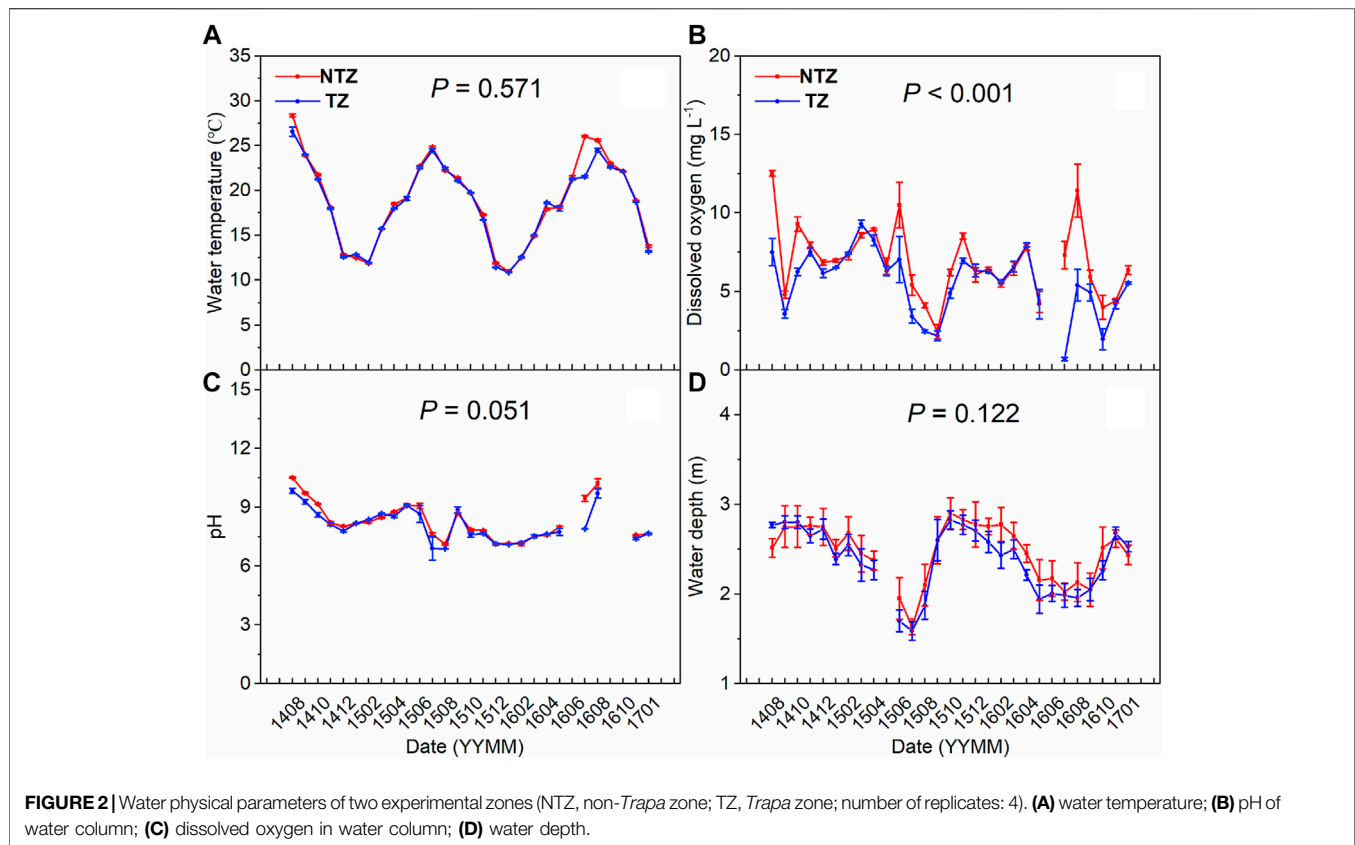 A
35
30
25
20
15
10
5
0
Water temperature (℃)
NTZ
TZ
P = 0.571
B
20
15
10
5
0
Dissolved oxygen (mg L⁻¹)
NTZ
TZ
P < 0.001
C
15
12
9
6
3
0
pH
P = 0.051
1408 1410 1412 1502 1504 1506 1508 1510 1512 1602 1604 1606 1608 1610 1701
Date (YYMM)
D
4
3
2
1
Water depth (m)
P = 0.122
1408 1410 1412 1502 1504 1506 1508 1510 1512 1602 1604 1606 1608 1610 1701
Date (YYMM)
FIGURE 2 | Water physical parameters of two experimental zones (NTZ, non-Trapa zone; TZ, Trapa zone; number of replicates: 4). (A) water temperature; (B) pH of
water column; (C) dissolved oxygen in water column; (D) water depth.